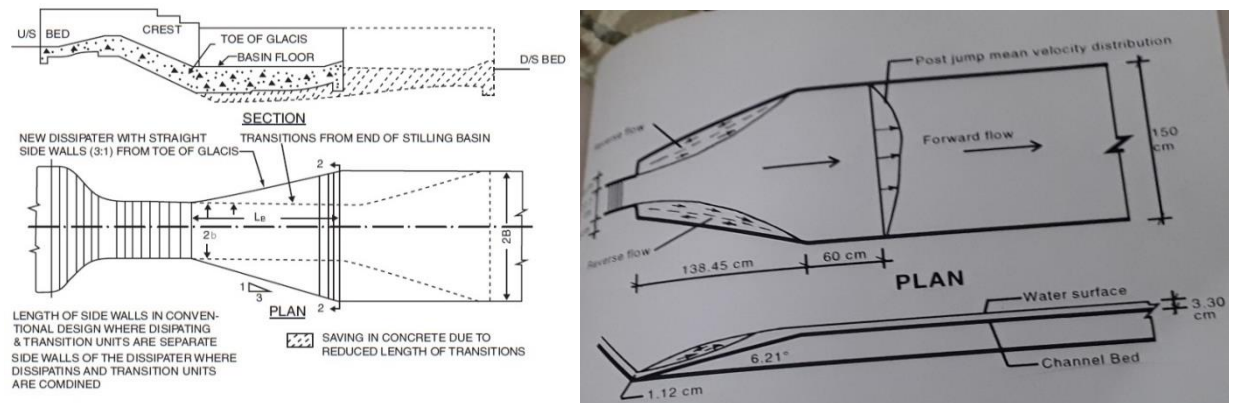 U/S BED
CREST
TOE OF GLACIS
BASIN FLOOR
D/S BED
SECTION
NEW DISSIPATER WITH STRAIGHT
SIDE WALLS (3:1) FROM TOE OF GLACIS
TRANSITIONS FROM END OF STILLING BASIN
2
Le
2b
2B
1
3
PLAN
2
LENGTH OF SIDE WALLS IN CONVEN-
TIONAL DESIGN WHERE DISIPATING
& TRANSITION UNITS ARE SEPARATE
SIDE WALLS OF THE DISSIPATER WHERE
DISSIPATINS AND TRANSITION UNITS
ARE COMDINED
SAVING IN CONCRETE DUE TO
REDUCED LENGTH OF TRANSITIONS
Post jump mean velocity distribution
flow
Forward flow
150
cm
Reverse flow
138.45 cm
60 cm
PLAN
Water surface
3.30
cm
6.21°
Channel Bed
1.12 cm